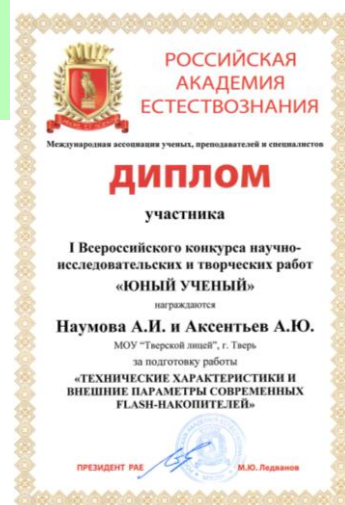 РОССИЙСКАЯ
АКАДЕМИЯ
ЕСТЕСТВОЗНАНИЯ
Международная ассоциация ученых, преподавателей и специалистов
ДИПЛОМ
участника
I Всероссийского конкурса научно-
исследовательских и творческих работ
«ЮНЫЙ УЧЕНЫЙ»
награждаются
Наумова А.И. и Аксентьев А.Ю.
МОУ "Тверской лицей", г. Тверь
за подготовку работы
«ТЕХНИЧЕСКИЕ ХАРАКТЕРИСТИКИ И
ВНЕШНИЕ ПАРАМЕТРЫ СОВРЕМЕННЫХ
FLASH-НАКОПИТЕЛЕЙ»
ПРЕЗИДЕНТ РАЕ М.Ю. Ледванов